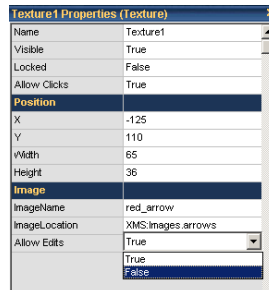 Texture1 Properties (Texture)
Name Texture1
Visible True
Locked False
Allow Clicks True
Position
X -125
Y 110
Width 65
Height 36
Image
ImageName red_arrow
ImageLocation XMS:Images.arrows
Allow Edits True
True
False